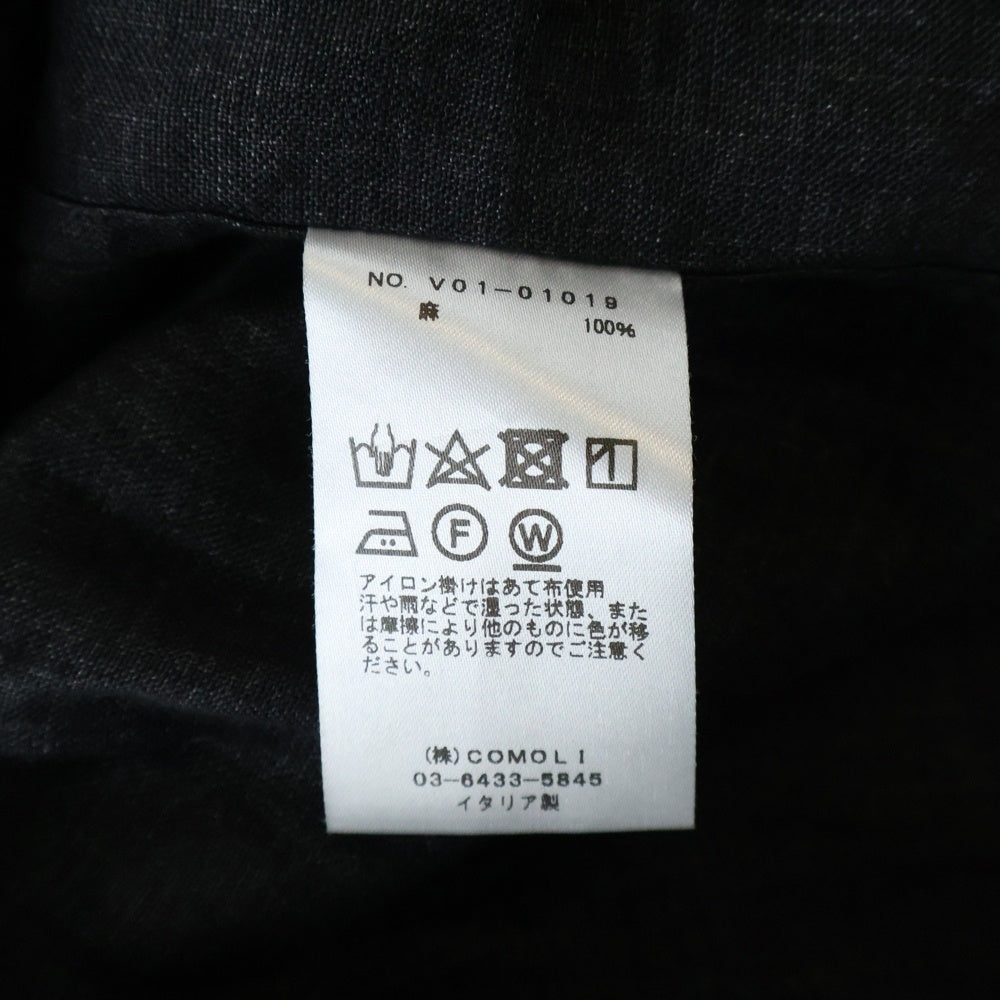 NO. V01-01019
麻 100%
F W
アイロン掛けはあて布使用
汗や雨などで湿った状態、また
は摩擦により他のものに色が移
ることがありますのでご注意く
ださい。
(株)COMOLI
03-6433-5845
イタリア製